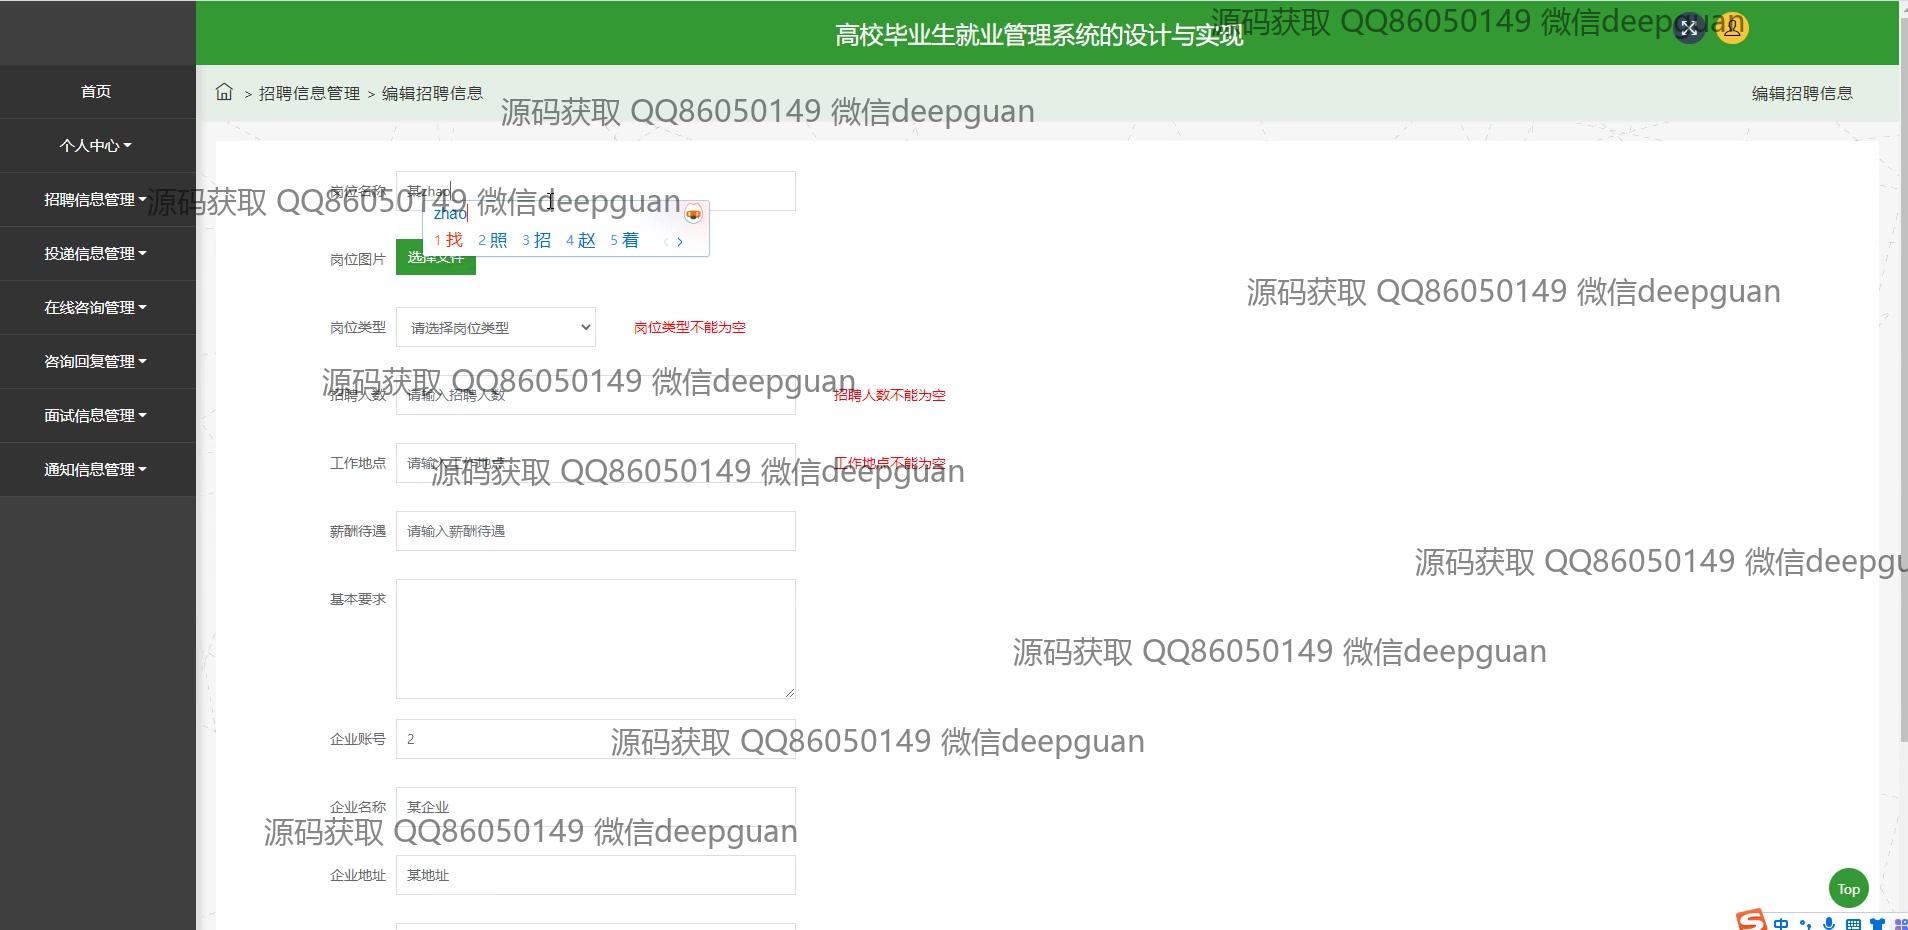 高校毕业生就业管理系统的设计与实现
源码获取 QQ86050149 微信deepguan
首页
> 招聘信息管理 > 编辑招聘信息
编辑招聘信息
源码获取 QQ86050149 微信deepguan
个人中心
招聘信息管理
源码获取 QQ86050149 微信deepguan
岗位名称
某zhao
zhao
1 找 2 照 3 招 4 赵 5 着
投递信息管理
岗位图片
选择文件
源码获取 QQ86050149 微信deepguan
在线咨询管理
岗位类型
请选择岗位类型
岗位类型不能为空
咨询回复管理
源码获取 QQ86050149 微信deepguan
招聘人数
请输入招聘人数
招聘人数不能为空
面试信息管理
通知信息管理
工作地点
请输入工作地点
工作地点不能为空
源码获取 QQ86050149 微信deepguan
薪酬待遇
请输入薪酬待遇
源码获取 QQ86050149 微信deepgu
基本要求
源码获取 QQ86050149 微信deepguan
企业账号
2
源码获取 QQ86050149 微信deepguan
企业名称
某企业
源码获取 QQ86050149 微信deepguan
企业地址
某地址
Top
中